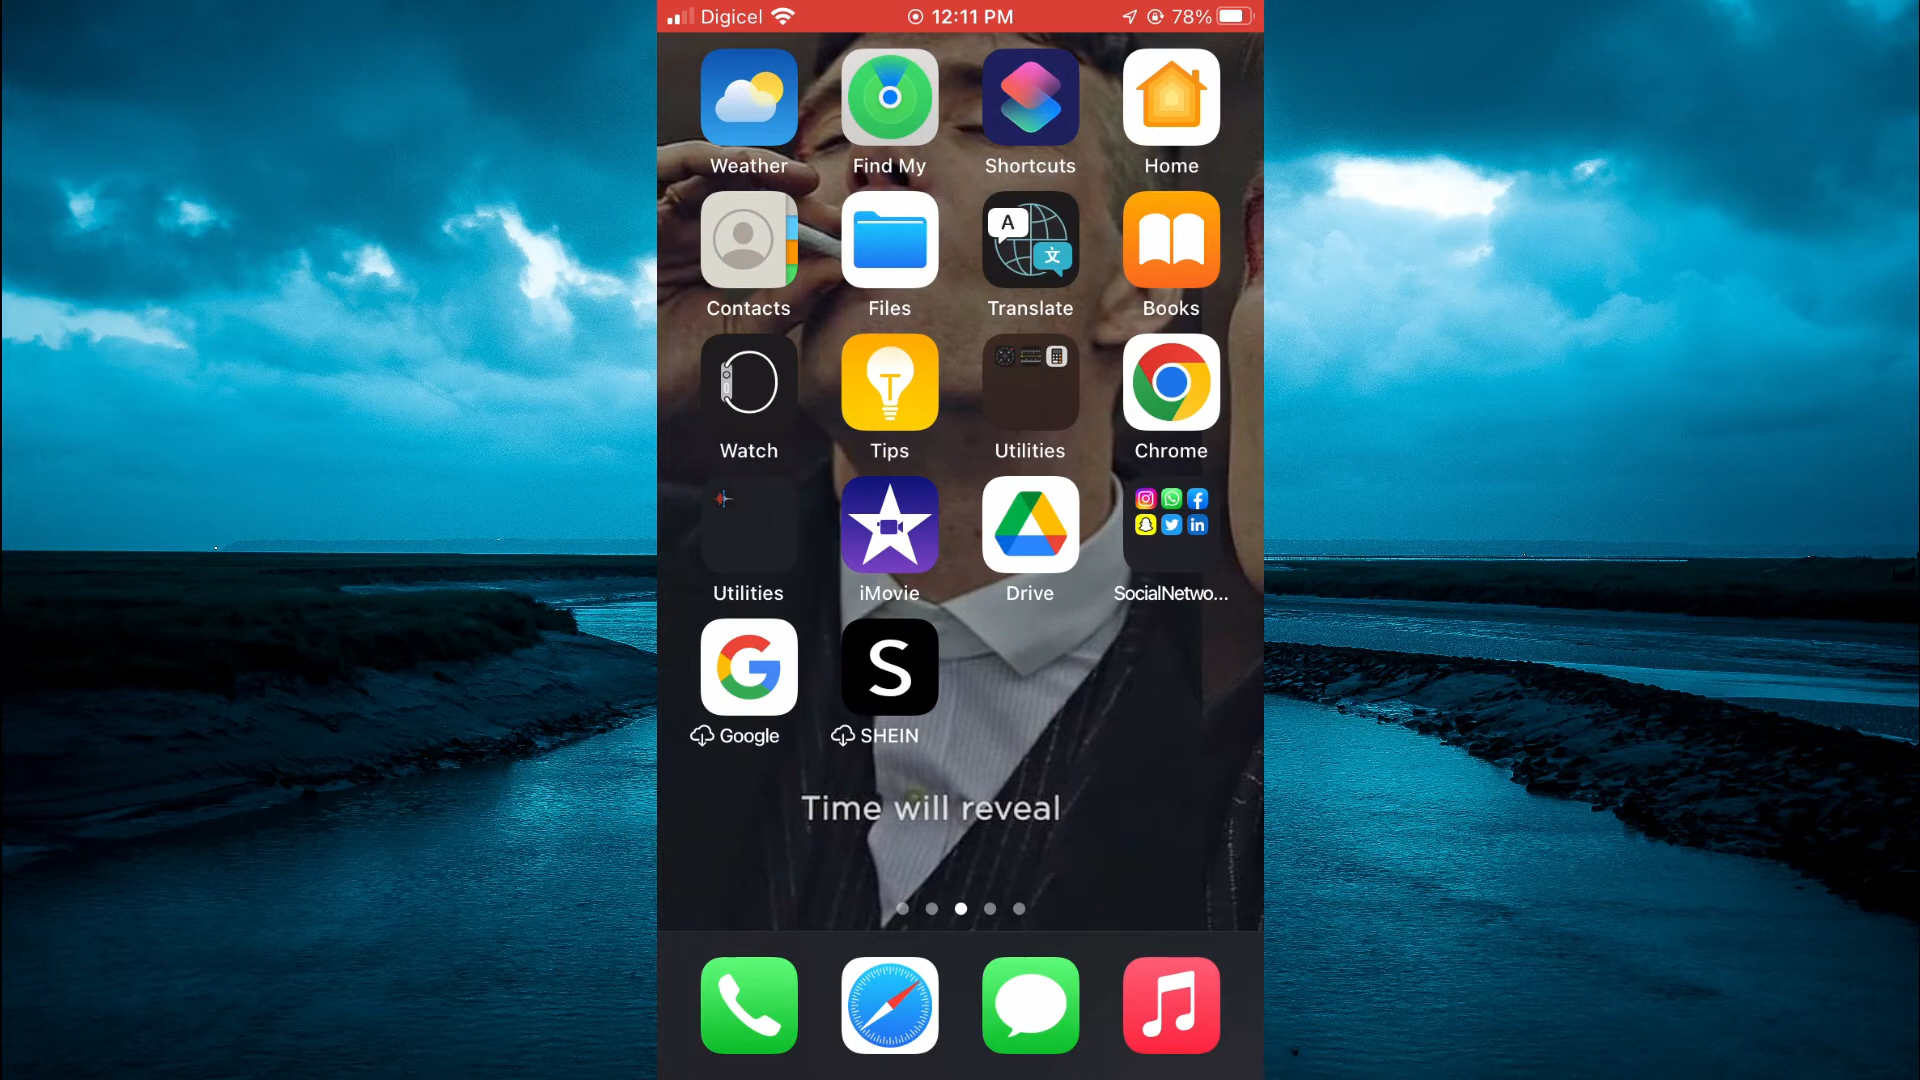 Digicel 12:11 PM 78%
Weather Find My Shortcuts Home
A 文
Contacts Files Translate Books
Watch Tips Utilities Chrome
Utilities iMovie Drive SocialNetwo...
S
Google SHEIN
Time will reveal